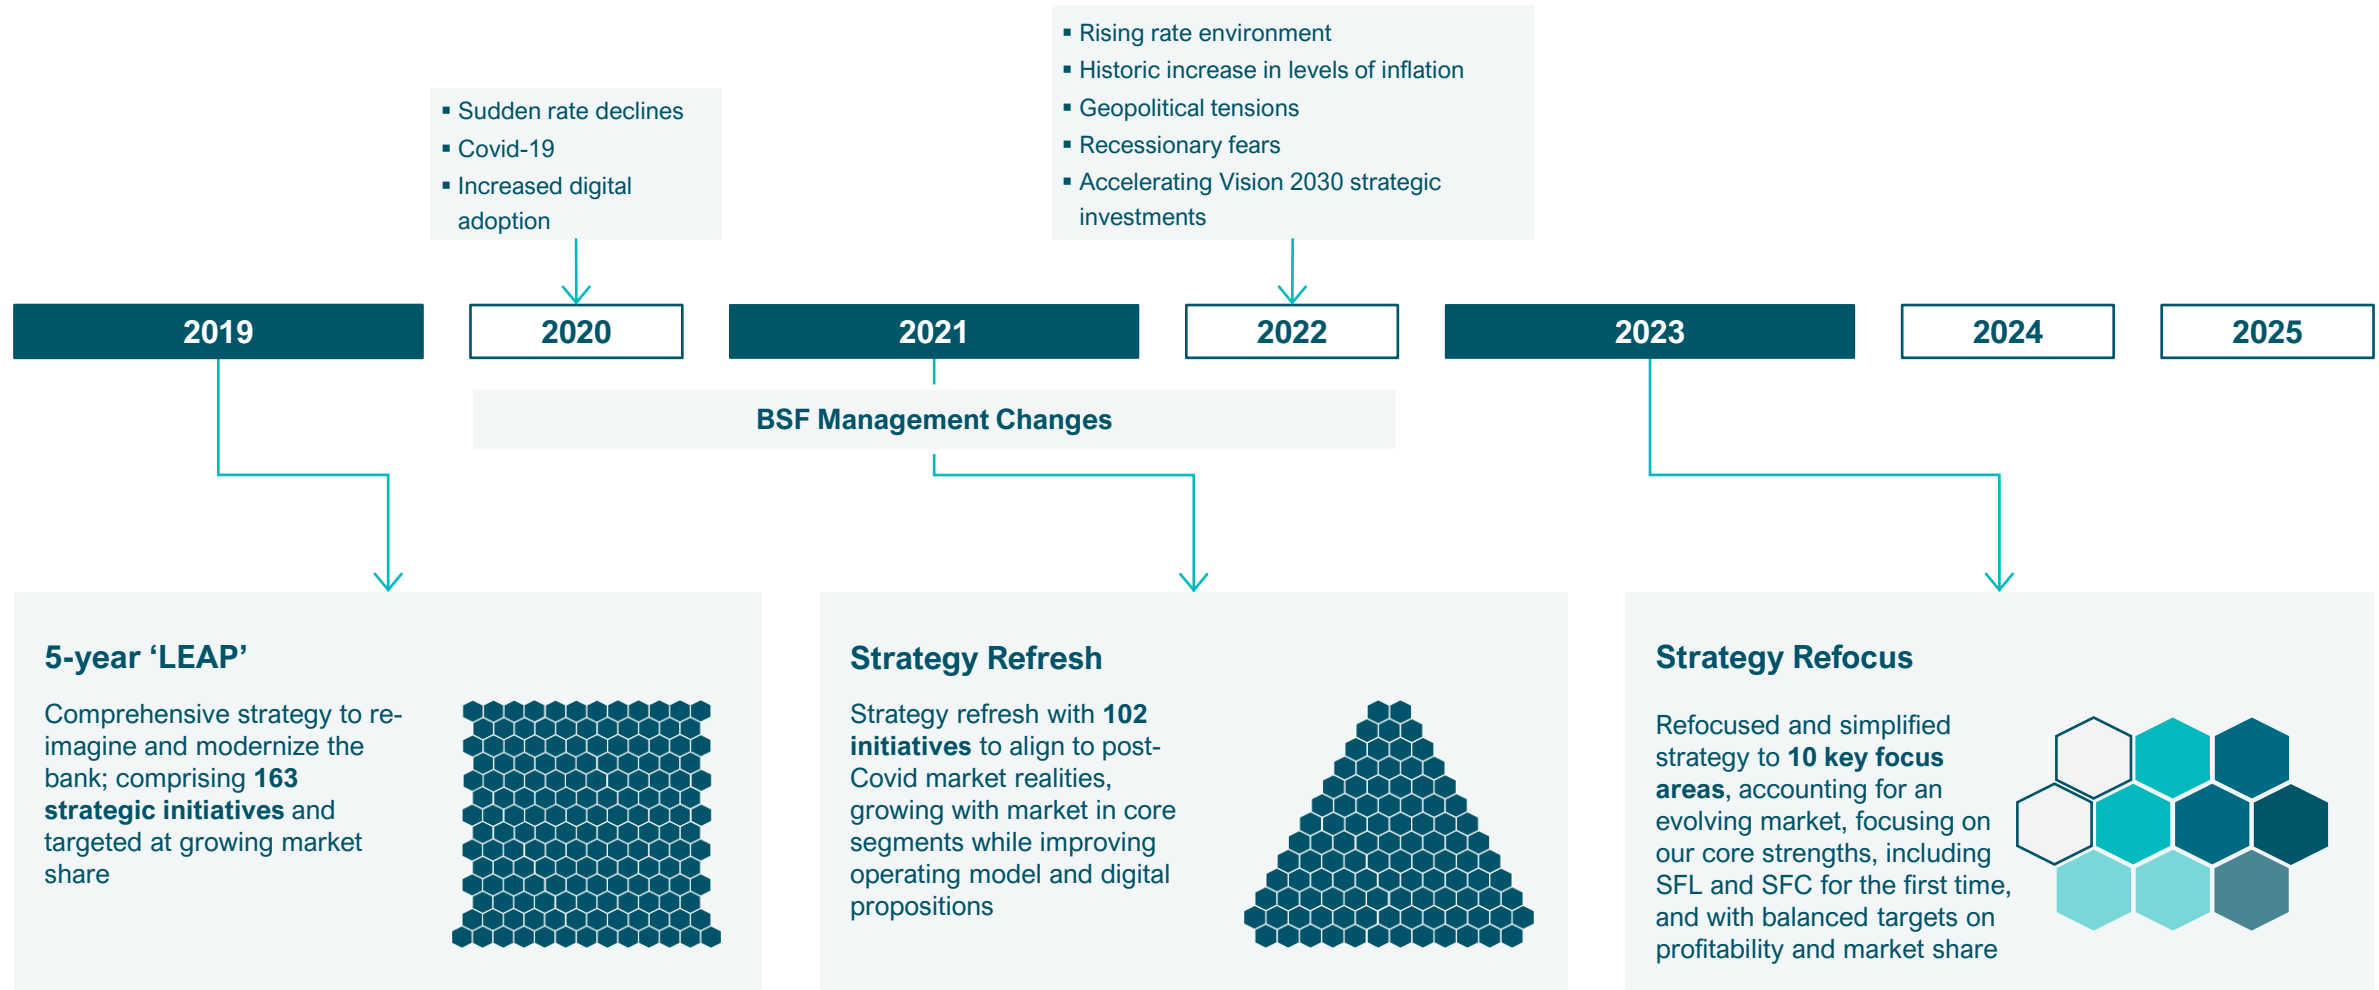 ▪ Sudden rate declines
▪ Covid-19
▪ Increased digital
adoption
▪ Rising rate environment
▪ Historic increase in levels of inflation
▪ Geopolitical tensions
▪ Recessionary fears
▪ Accelerating Vision 2030 strategic
investments
2019
2020
2021
2022
2023
2024
2025
BSF Management Changes
5-year ‘LEAP’
Comprehensive strategy to re-
imagine and modernize the
bank; comprising 163
strategic initiatives and
targeted at growing market
share
Strategy Refresh
Strategy refresh with 102
initiatives to align to post-
Covid market realities,
growing with market in core
segments while improving
operating model and digital
propositions
Strategy Refocus
Refocused and simplified
strategy to 10 key focus
areas, accounting for an
evolving market, focusing on
our core strengths, including
SFL and SFC for the first time,
and with balanced targets on
profitability and market share